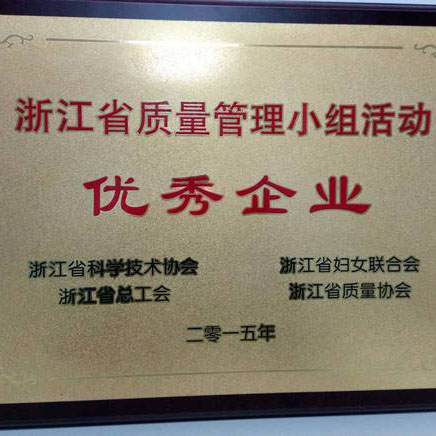 浙江省质量管理小组活动
优秀企业
浙江省科学技术协会 浙江省妇女联合会
浙江省总工会 浙江省质量协会
二零一五年